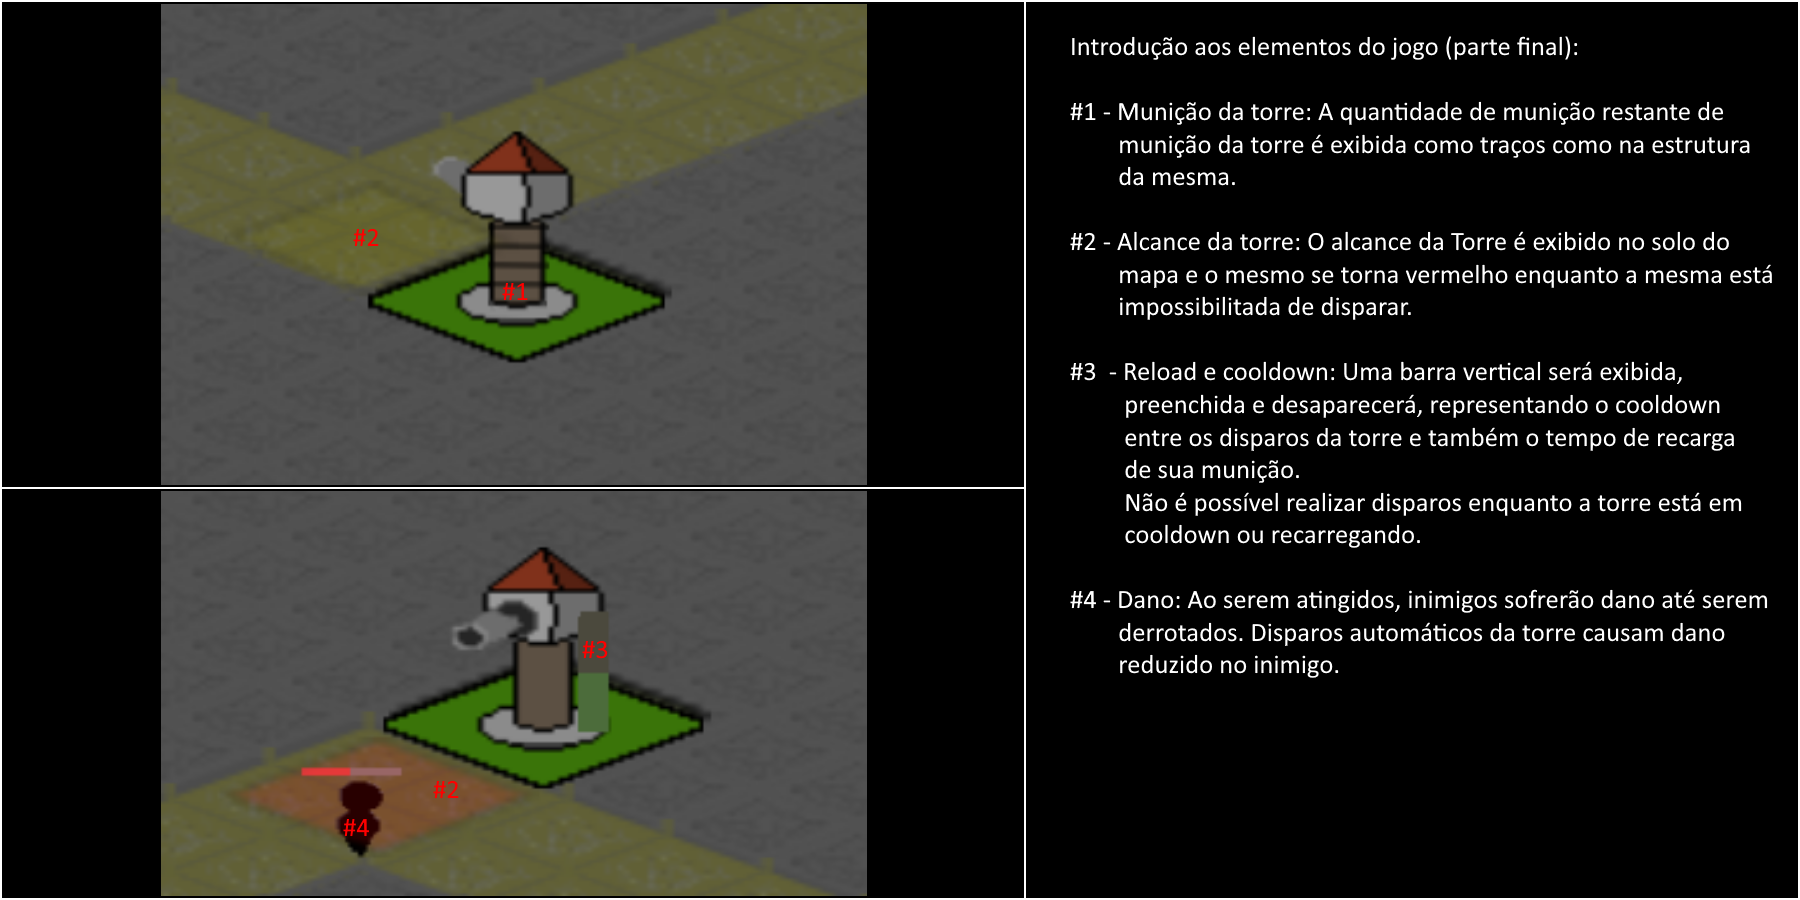 #2
#1
#3
#2
#4
Introdução aos elementos do jogo (parte final):
#1 - Munição da torre: A quantidade de munição restante de
munição da torre é exibida como traços como na estrutura
da mesma.
#2 - Alcance da torre: O alcance da Torre é exibido no solo do
mapa e o mesmo se torna vermelho enquanto a mesma está
impossibilitada de disparar.
#3 - Reload e cooldown: Uma barra vertical será exibida,
preenchida e desaparecerá, representando o cooldown
entre os disparos da torre e também o tempo de recarga
de sua munição.
Não é possível realizar disparos enquanto a torre está em
cooldown ou recarregando.
#4 - Dano: Ao serem atingidos, inimigos sofrerão dano até serem
derrotados. Disparos automáticos da torre causam dano
reduzido no inimigo.